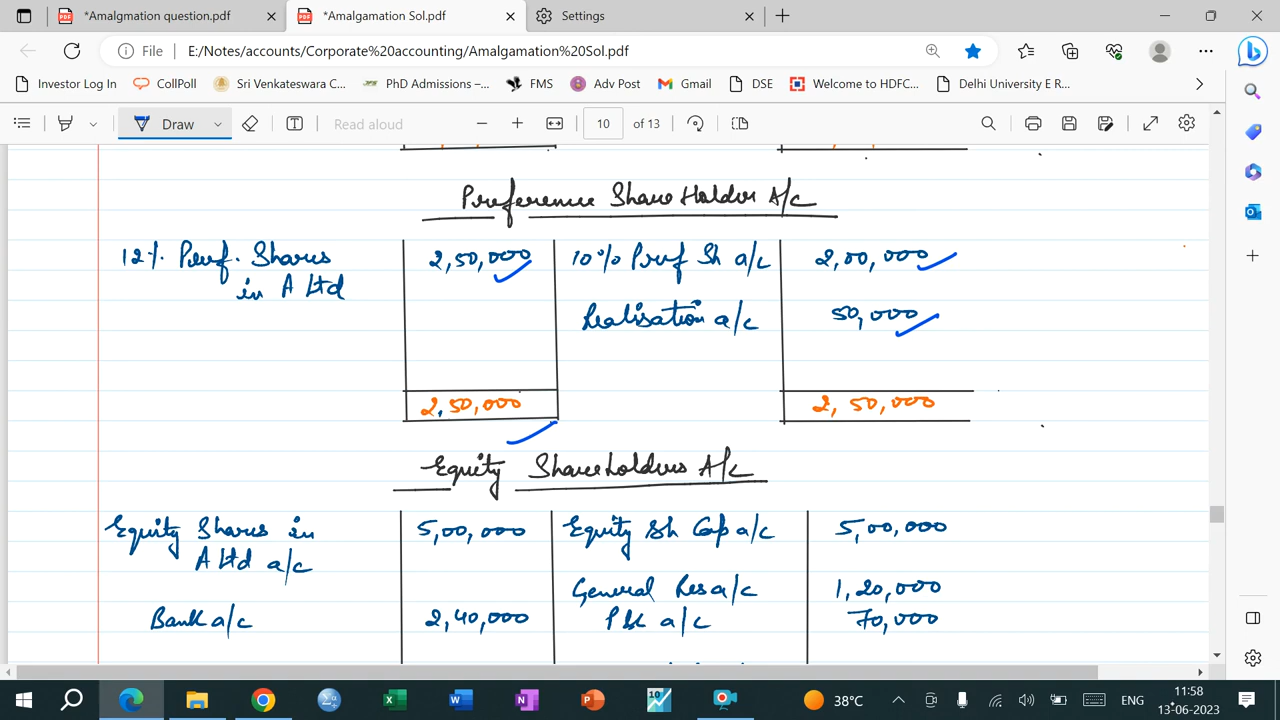 *Amalgmation question.pdf
*Amalgamation Sol.pdf
Settings
File E:/Notes/accounts/Corporate%20accounting/Amalgamation%20Sol.pdf
Investor Log In CollPoll Sri Venkateswara C... PhD Admissions –... FMS Adv Post Gmail DSE Welcome to HDFC... Delhi University E R...
Draw Read aloud 10 of 13
Preference Share Holder A/c
12% Pref. Shares 2,50,000 10% Pref Sh a/c 2,00,000
in A Ltd
Realisation a/c 50,000
2,50,000 2,50,000
Equity Shareholders A/c
Equity Shares in 5,00,000 Equity Sh Cap a/c 5,00,000
A Ltd a/c
General Res a/c 1,20,000
Bank a/c 2,40,000 P&L a/c 70,000
38°C ENG 11:58
13-06-2023